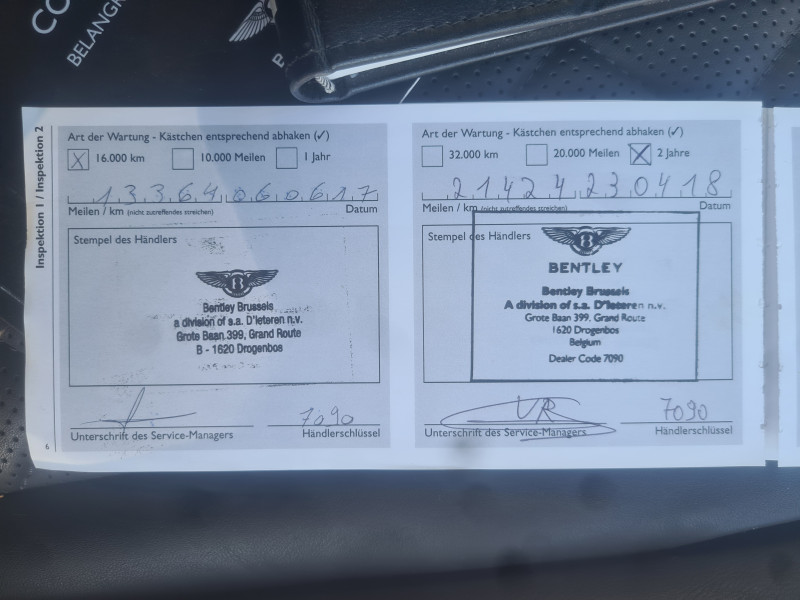 CO
BELANGR
Inspektion 1 / Inspektion 2
Art der Wartung - Kästchen entsprechend abhaken (✓)
X 16.000 km 10.000 Meilen 1 Jahr
13364 060617
Meilen / km (nicht zutreffendes streichen) Datum
Stempel des Händlers
B
Bentley Brussels
a division of s.a. D'Ieteren n.v.
Grote Baan 399, Grand Route
B - 1620 Drogenbos
7090
Unterschrift des Service-Managers Händlerschlüssel
6
Art der Wartung - Kästchen entsprechend abhaken (✓)
32.000 km 20.000 Meilen X 2 Jahre
21424 230418
Meilen / km (nicht zutreffendes streichen) Datum
Stempel des Händlers
B
BENTLEY
Bentley Brussels
A division of s.a. D'Ieteren n.v.
Grote Baan 399, Grand Route
1620 Drogenbos
Belgium
Dealer Code 7090
VR 7090
Unterschrift des Service-Managers Händlerschlüssel